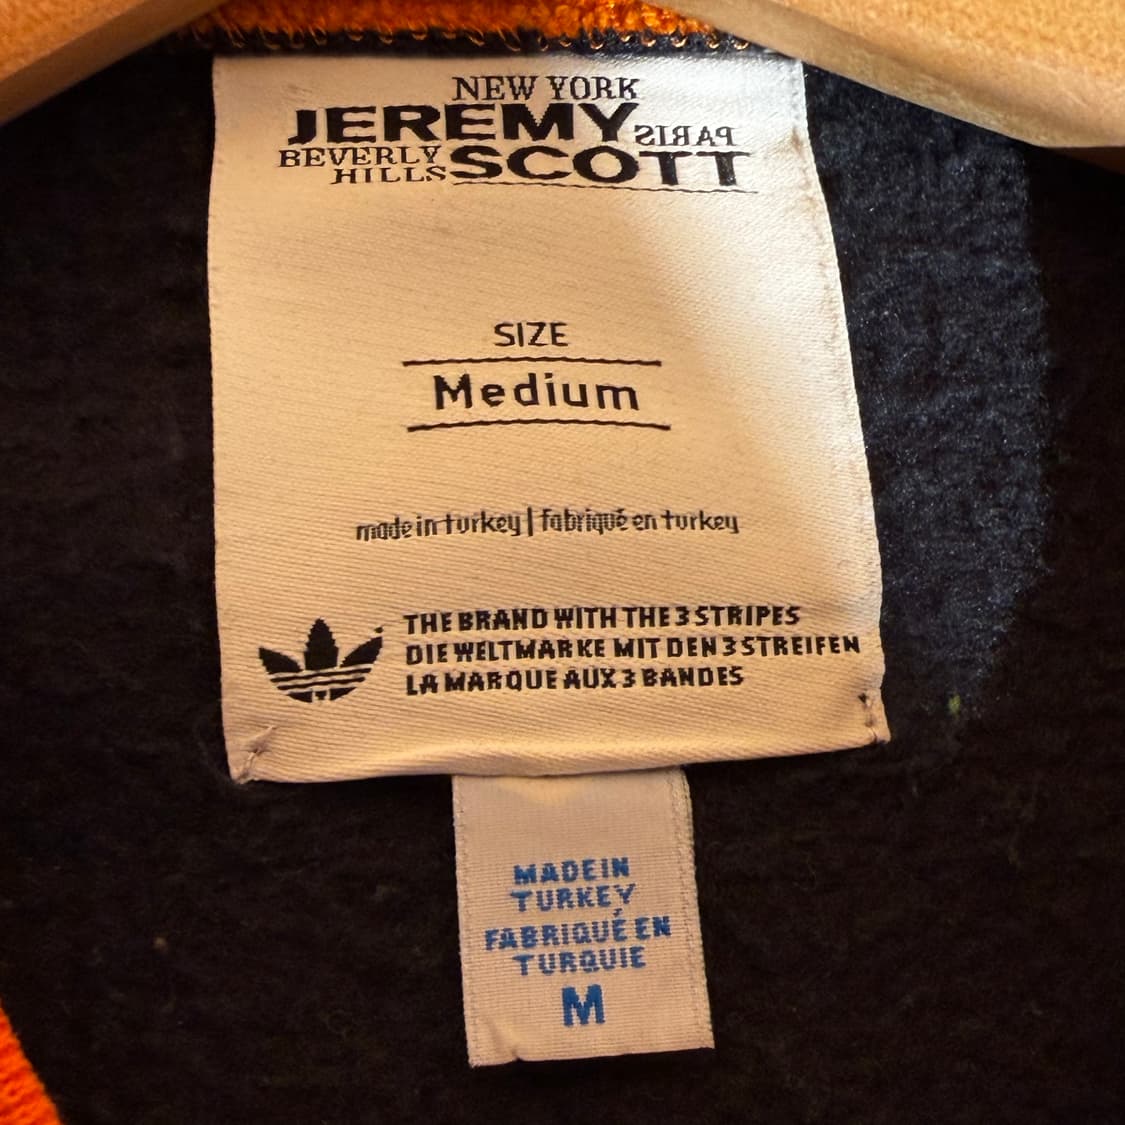 NEW YORK
JEREMY PARIS
BEVERLY HILLS SCOTT
SIZE
Medium
made in turkey | fabriqué en turkey
THE BRAND WITH THE 3 STRIPES
DIE WELTMARKE MIT DEN 3 STREIFEN
LA MARQUE AUX 3 BANDES
MADE IN
TURKEY
FABRIQUÉ EN
TURQUIE
M